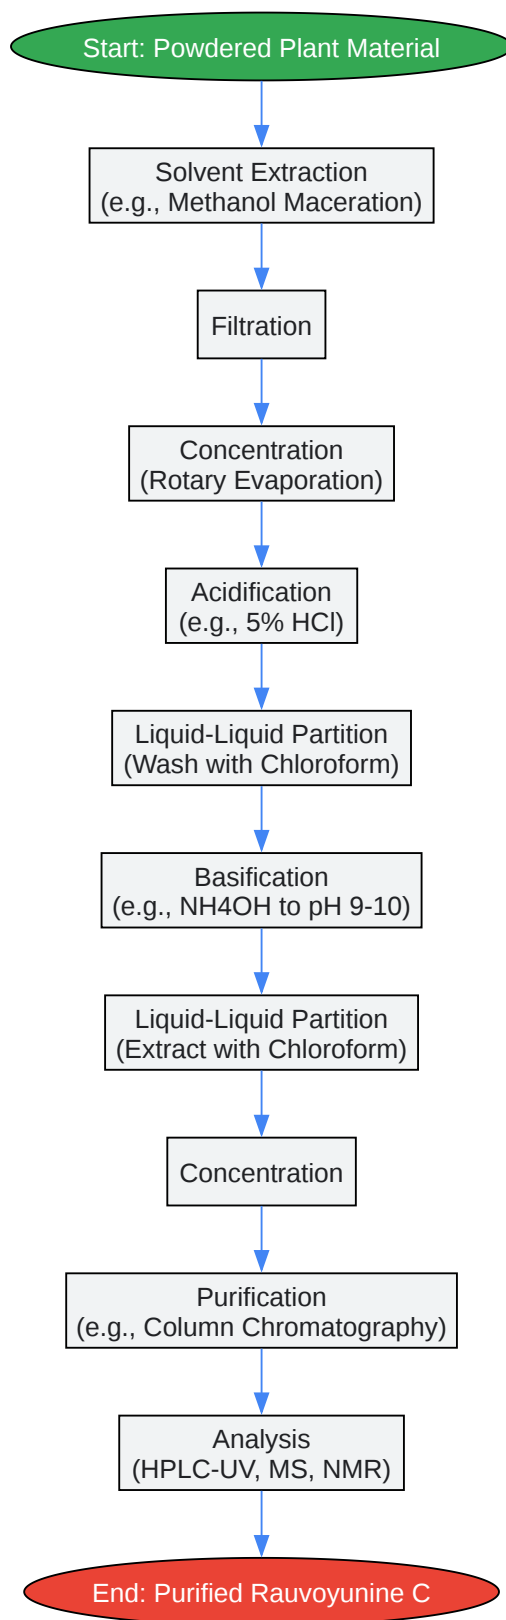 Start: Powdered Plant Material
Solvent Extraction
(e.g., Methanol Maceration)
Filtration
Concentration
(Rotary Evaporation)
Acidification
(e.g., 5% HCl)
Liquid-Liquid Partition
(Wash with Chloroform)
Basification
(e.g., NH4OH to pH 9-10)
Liquid-Liquid Partition
(Extract with Chloroform)
Concentration
Purification
(e.g., Column Chromatography)
Analysis
(HPLC-UV, MS, NMR)
End: Purified Rauvoyunine C